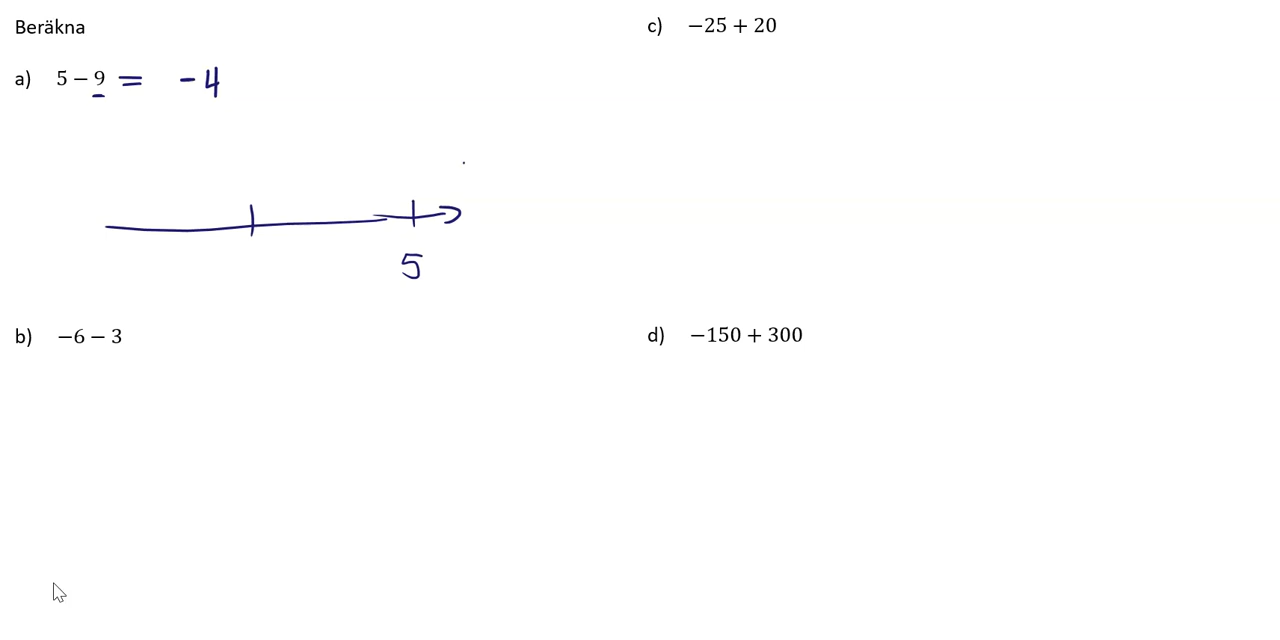 Beräkna
a) 5 − 9 = -4
5
b) −6 − 3
c) −25 + 20
d) −150 + 300